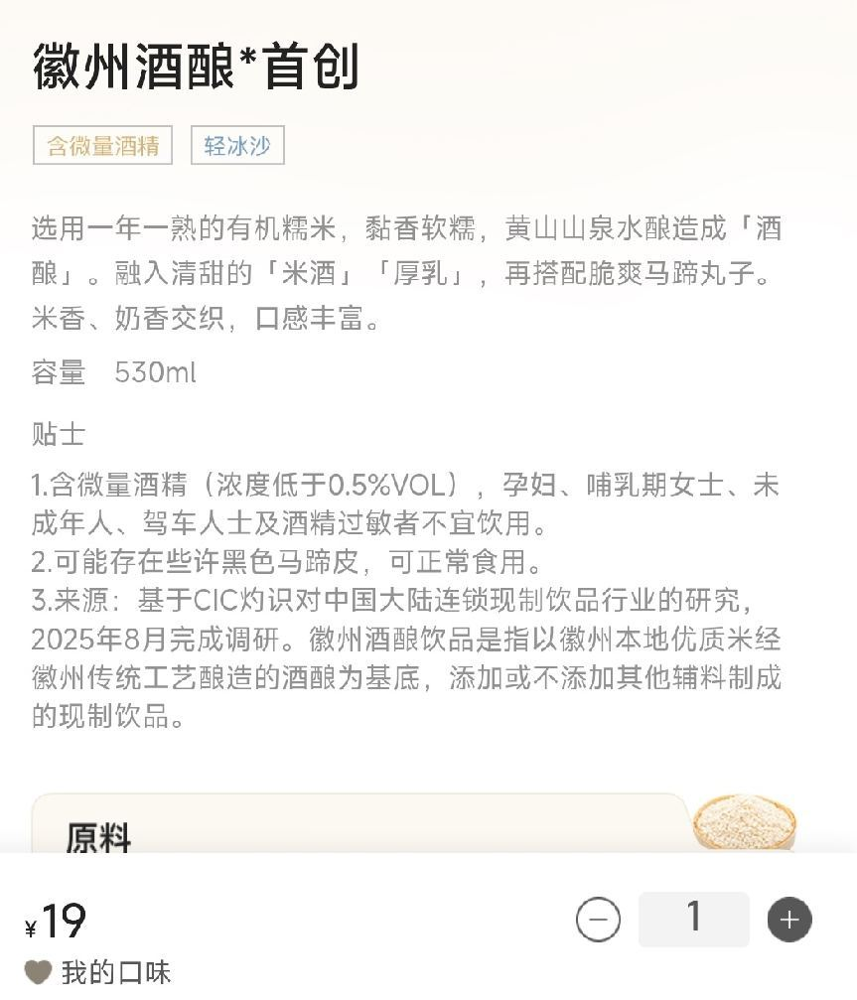 徽州酒酿*首创
含微量酒精 轻冰沙
选用一年一熟的有机糯米，黏香软糯，黄山山泉水酿造成「酒
酿」。融入清甜的「米酒」「厚乳」，再搭配脆爽马蹄丸子。
米香、奶香交织，口感丰富。
容量 530ml
贴士
1.含微量酒精（浓度低于0.5%VOL），孕妇、哺乳期女士、未
成年人、驾车人士及酒精过敏者不宜饮用。
2.可能存在些许黑色马蹄皮，可正常食用。
3.来源：基于CIC灼识对中国大陆连锁现制饮品行业的研究，
2025年8月完成调研。徽州酒酿饮品是指以徽州本地优质米经
徽州传统工艺酿造的酒酿为基底，添加或不添加其他辅料制成
的现制饮品。
原料
¥19 1
我的口味